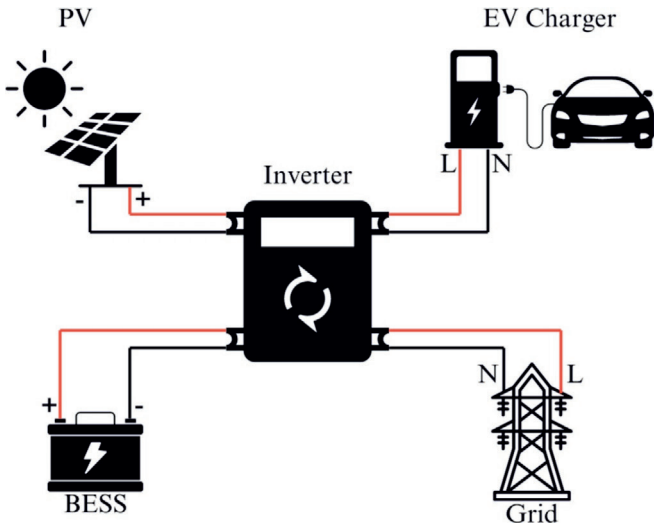 PV
EV Charger
L N
Inverter
- +
N L
+ -
BESS
Grid